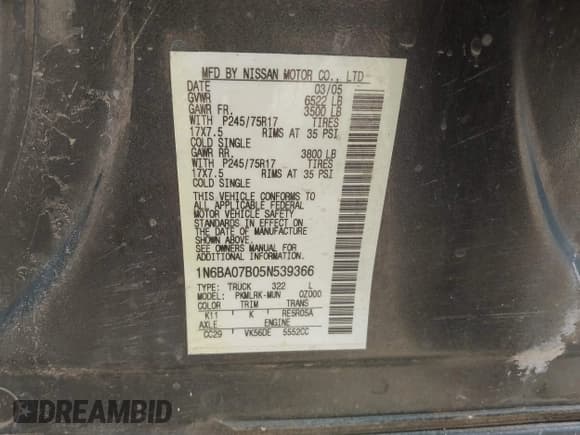 MFD BY NISSAN MOTOR CO., LTD
DATE 03/05
GVWR 6522 LB
GAWR FR. 3500 LB
WITH P245/75R17 TIRES
17X7.5 RIMS AT 35 PSI
COLD SINGLE
GAWR RR. 3800 LB
WITH P245/75R17 TIRES
17X7.5 RIMS AT 35 PSI
COLD SINGLE
THIS VEHICLE CONFORMS TO
ALL APPLICABLE FEDERAL
MOTOR VEHICLE SAFETY
STANDARDS IN EFFECT ON
THE DATE OF MANUFACTURE
SHOWN ABOVE.
SEE OWNERS MANUAL FOR
ADDITIONAL INFORMATION
1N6BA07B05N539366
TYPE: TRUCK 322 L
MODEL: PKMLRK-MUN 0Z000
COLOR TRIM TRANS
K11 K RE5R05A
AXLE ENGINE
CC29 VK56DE 5552CC
DREAMBID